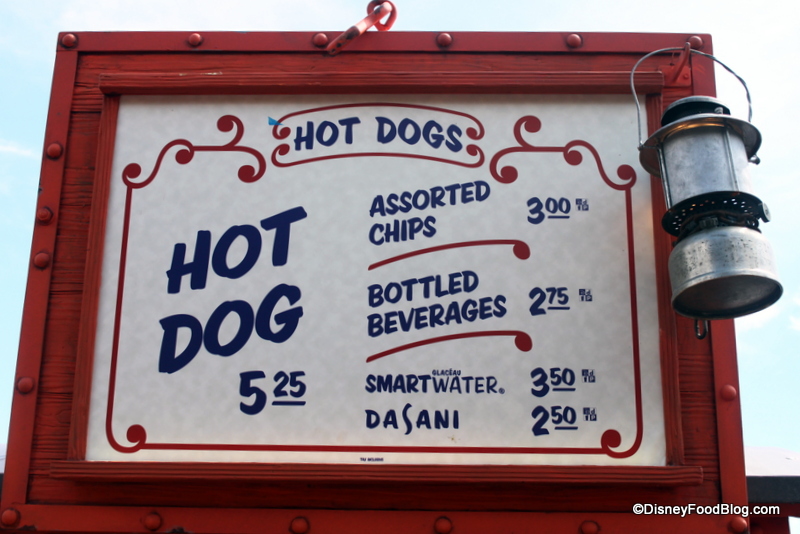 HOT DOGS
HOT
DOG
5 25
ASSORTED
CHIPS 3 00
BOTTLED
BEVERAGES 2 75
GLACÉAU
SMARTWATER® 3 50
DASANI 2 50
©DisneyFoodBlog.com